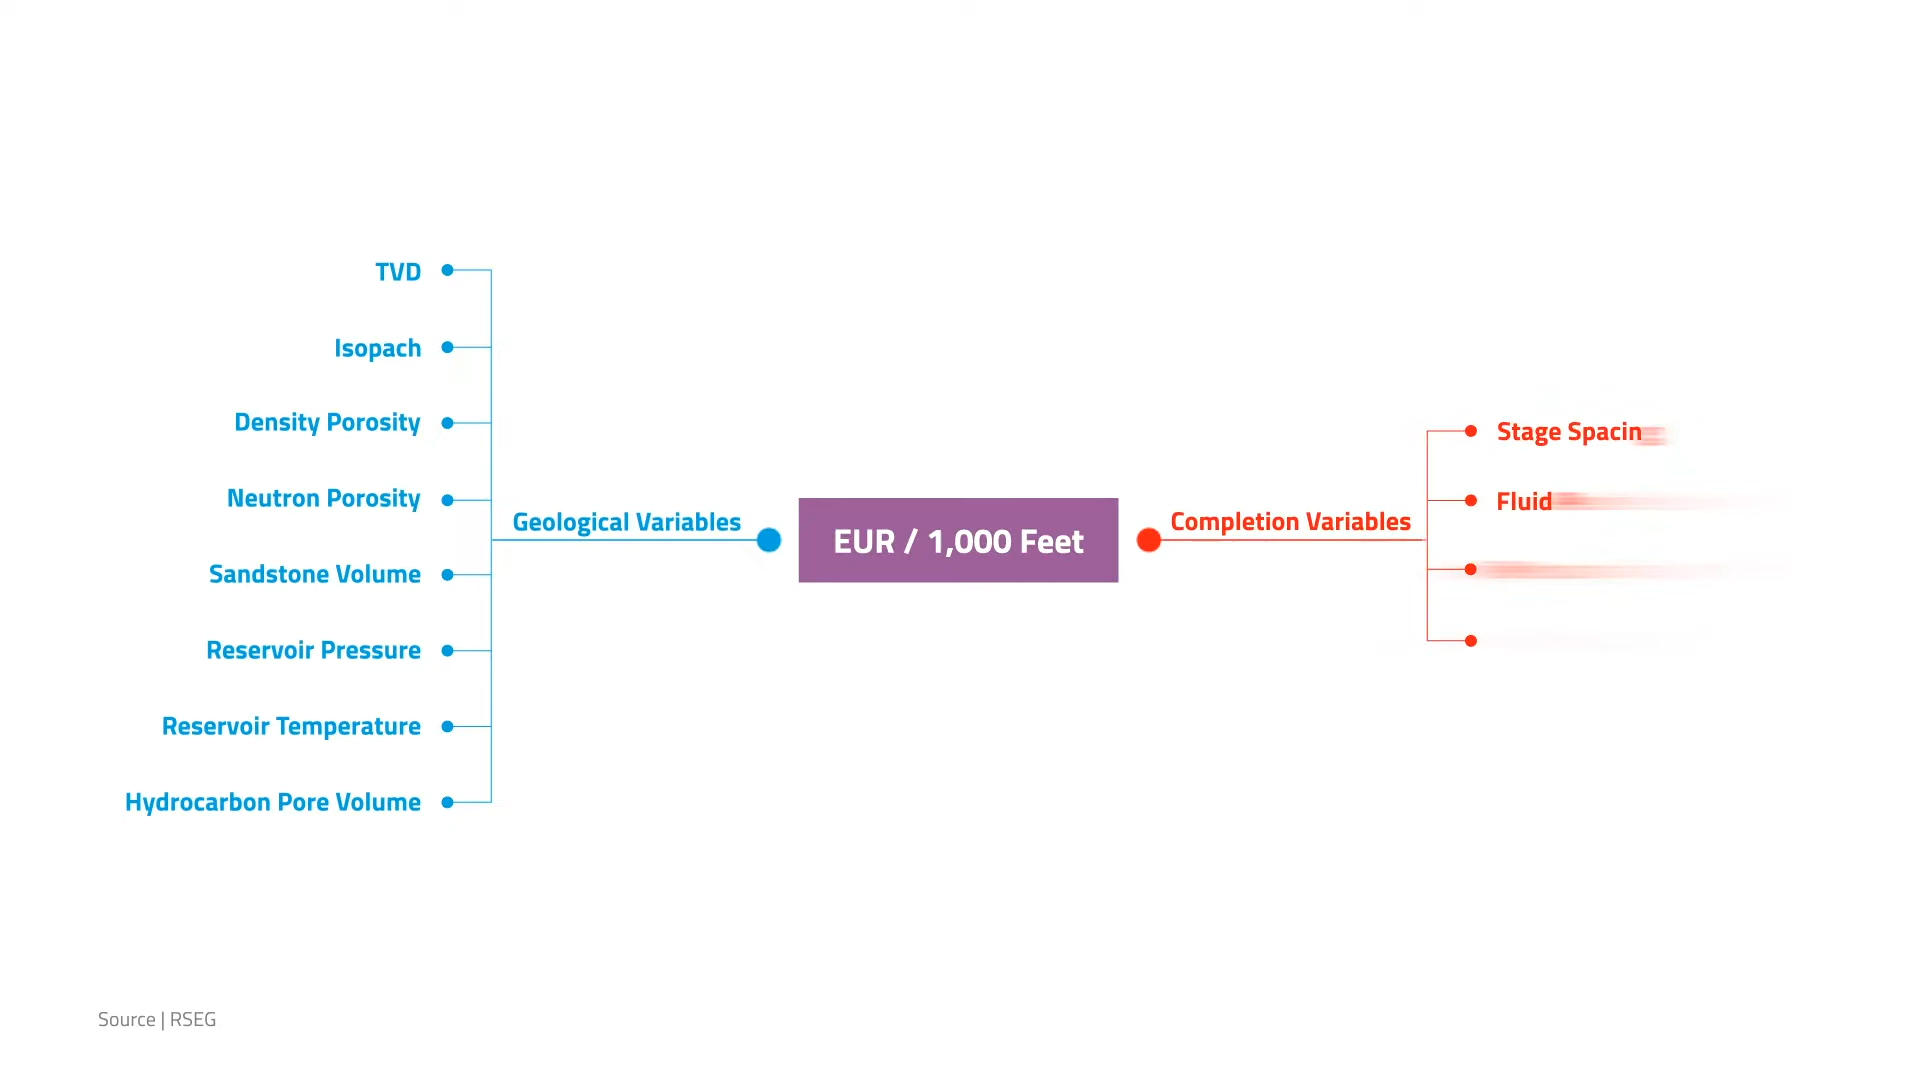 TVD
Isopach
Density Porosity
Neutron Porosity
Sandstone Volume
Reservoir Pressure
Reservoir Temperature
Hydrocarbon Pore Volume
Geological Variables
EUR / 1,000 Feet
Completion Variables
Stage Spacin
Fluid
Source | RSEG